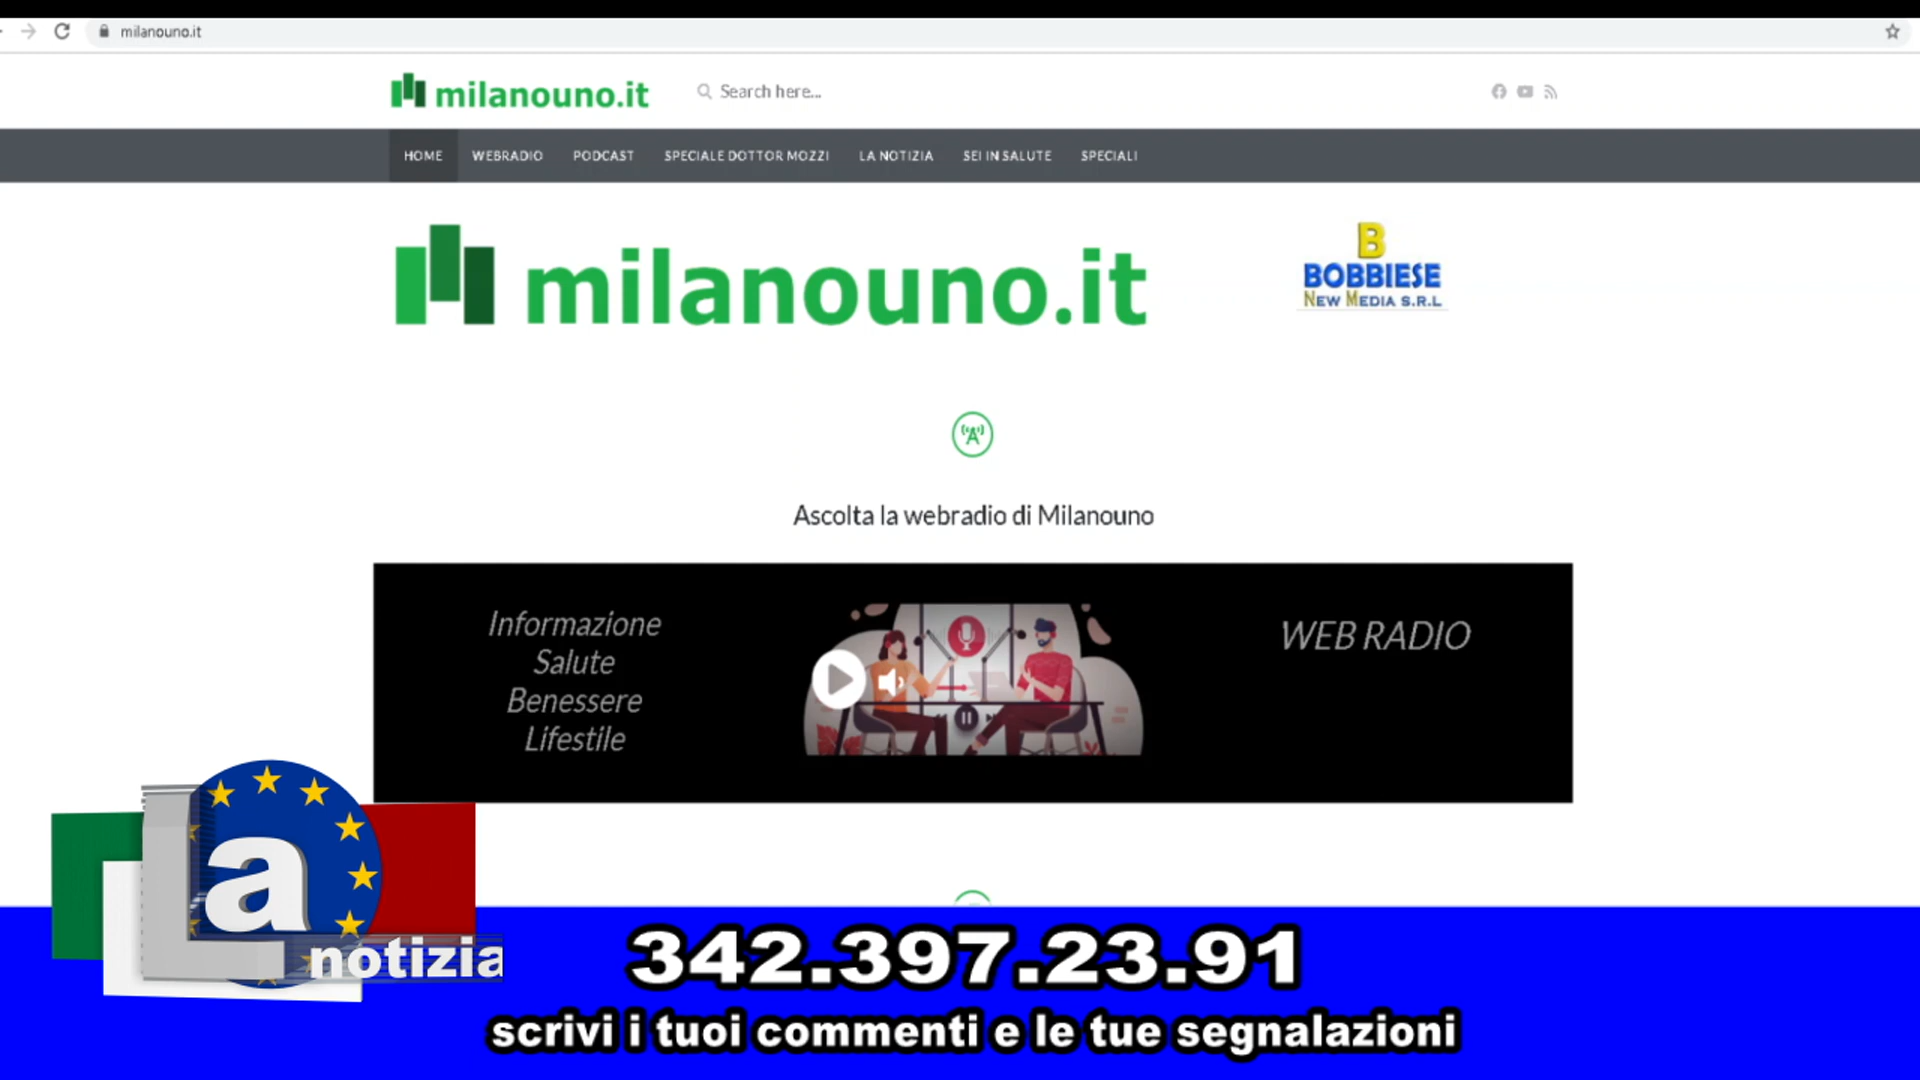 milanouno.it
milanouno.it
Search here...
HOME WEBRADIO PODCAST SPECIALE DOTTOR MOZZI LA NOTIZIA SEI IN SALUTE SPECIALI
milanouno.it
B
BOBBIESE
NEW MEDIA S.R.L
Ascolta la webradio di Milanouno
Informazione
Salute
Benessere
Lifestile
WEB RADIO
La
notizia
342.397.23.91
scrivi i tuoi commenti e le tue segnalazioni